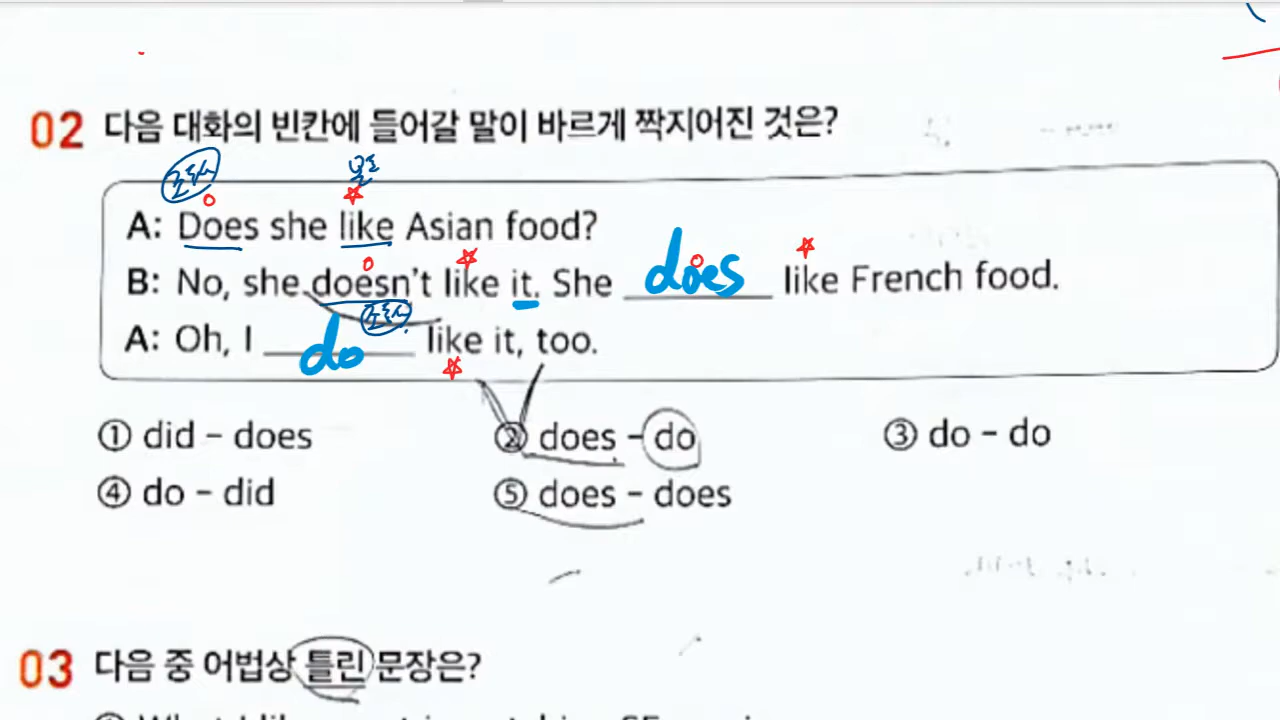 02 다음 대화의 빈칸에 들어갈 말이 바르게 짝지어진 것은?
조동사 본동
A: Does she like Asian food?
B: No, she doesn't like it. She does like French food.
조동사
A: Oh, I do like it, too.
① did – does ② does – do ③ do – do
④ do – did ⑤ does – does
03 다음 중 어법상 틀린 문장은?